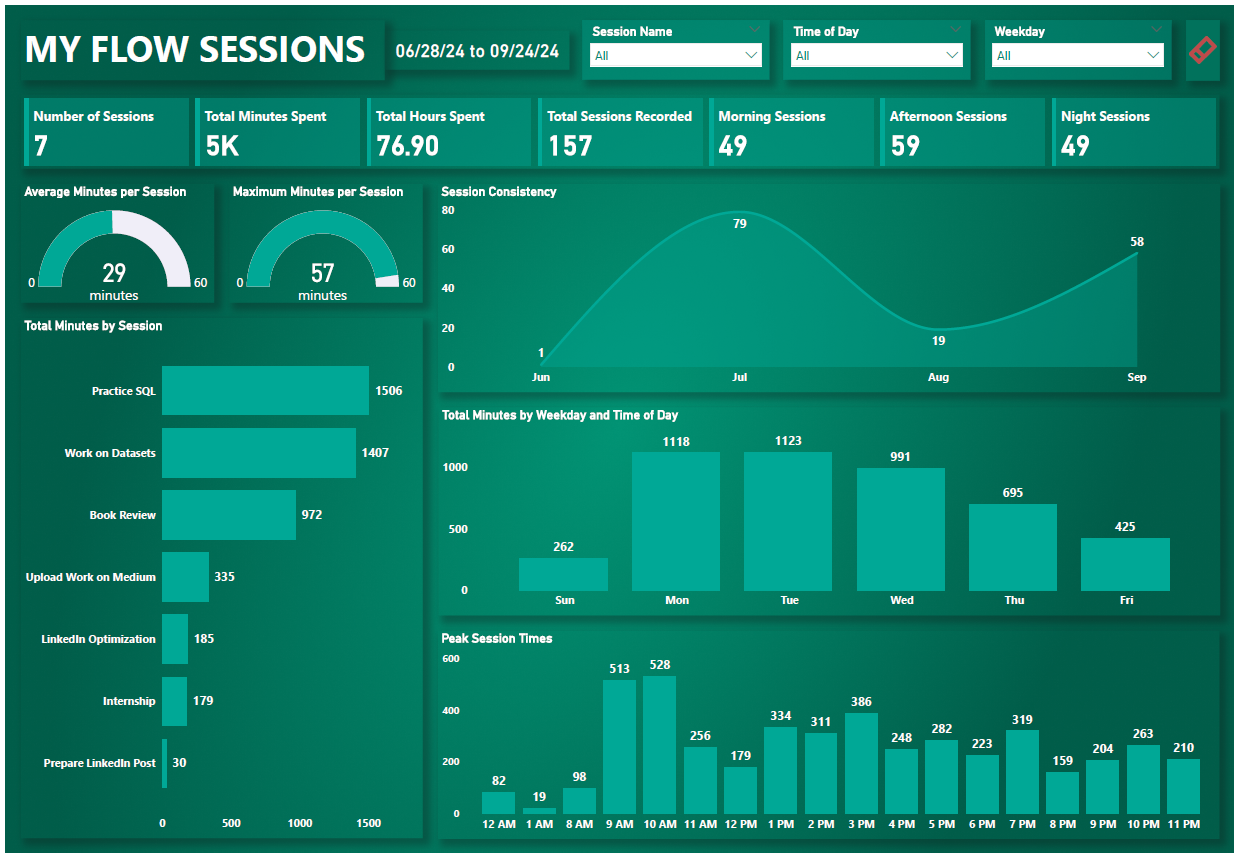 MY FLOW SESSIONS
06/28/24 to 09/24/24
Session Name
All
Time of Day
All
Weekday
All
Number of Sessions
7
Total Minutes Spent
5K
Total Hours Spent
76.90
Total Sessions Recorded
157
Morning Sessions
49
Afternoon Sessions
59
Night Sessions
49
Average Minutes per Session
0
29
60
minutes
Maximum Minutes per Session
0
57
60
minutes
Total Minutes by Session
Practice SQL 1506
Work on Datasets 1407
Book Review 972
Upload Work on Medium 335
LinkedIn Optimization 185
Internship 179
Prepare LinkedIn Post 30
0 500 1000 1500
Session Consistency
80
60
40
20
0
1
79
19
58
Jun Jul Aug Sep
Total Minutes by Weekday and Time of Day
1000
500
0
262 1118 1123 991 695 425
Sun Mon Tue Wed Thu Fri
Peak Session Times
600
400
200
0
82 19 98 513 528 256 179 334 311 386 248 282 223 319 159 204 263 210
12 AM 1 AM 8 AM 9 AM 10 AM 11 AM 12 PM 1 PM 2 PM 3 PM 4 PM 5 PM 6 PM 7 PM 8 PM 9 PM 10 PM 11 PM